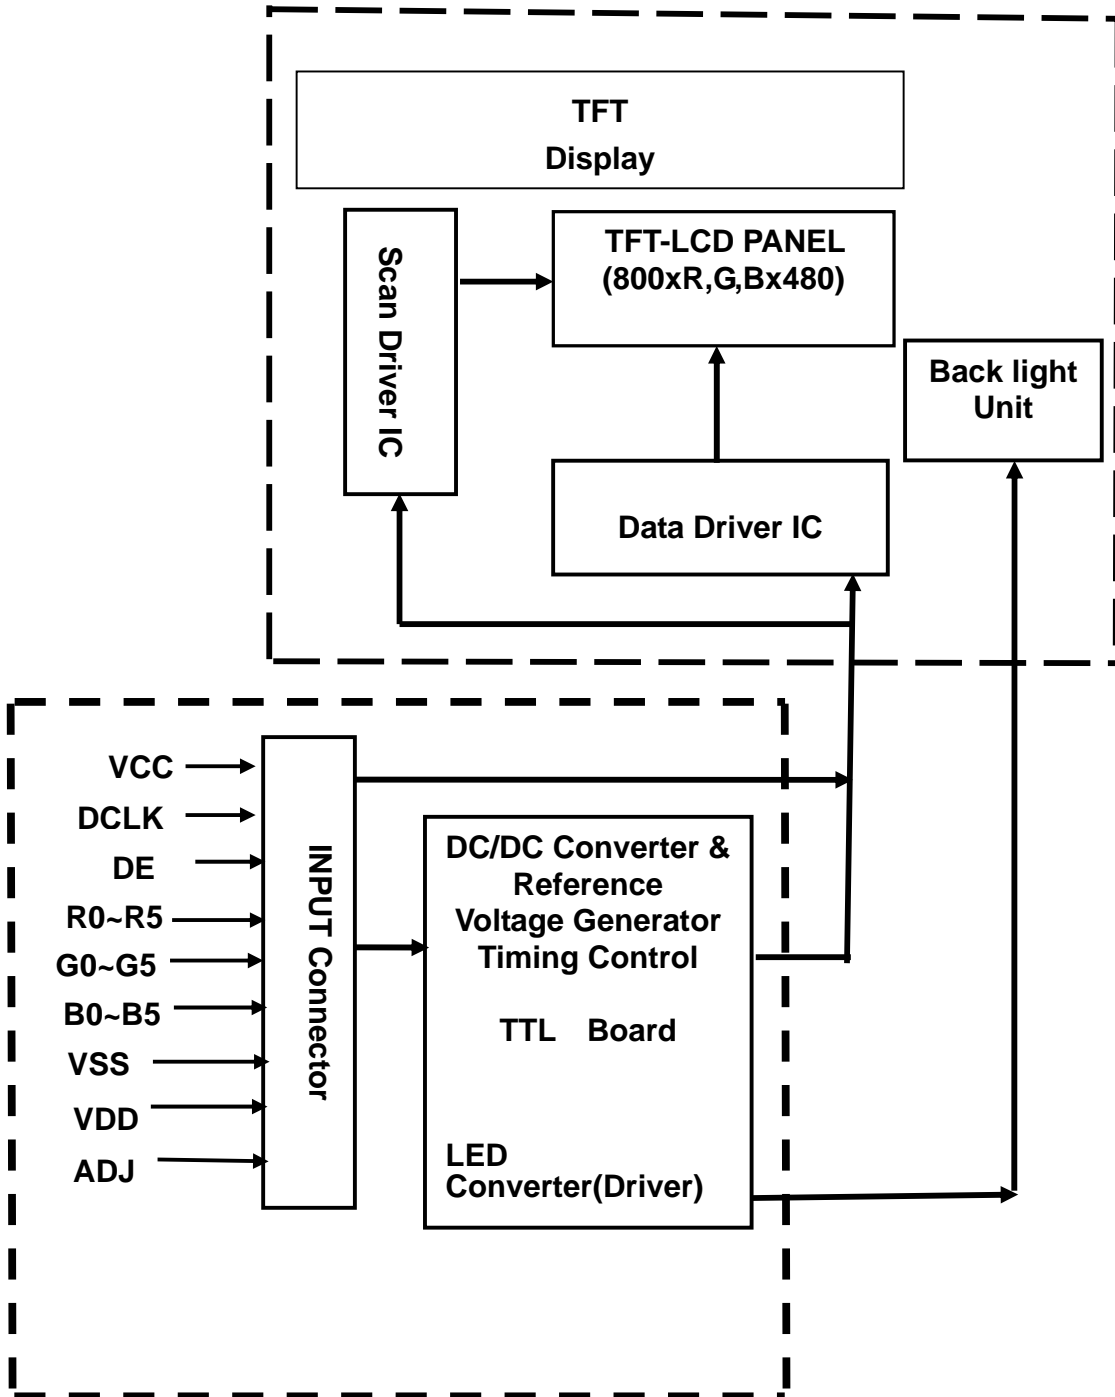 TFT
Display
TFT-LCD PANEL
(800xR,G,Bx480)
Scan Driver IC
Back light
Unit
Data Driver IC
VCC
DCLK
DE
R0~R5
G0~G5
B0~B5
VSS
VDD
ADJ
INPUT Connector
DC/DC Converter &
Reference
Voltage Generator
Timing Control
TTL Board
LED
Converter(Driver)